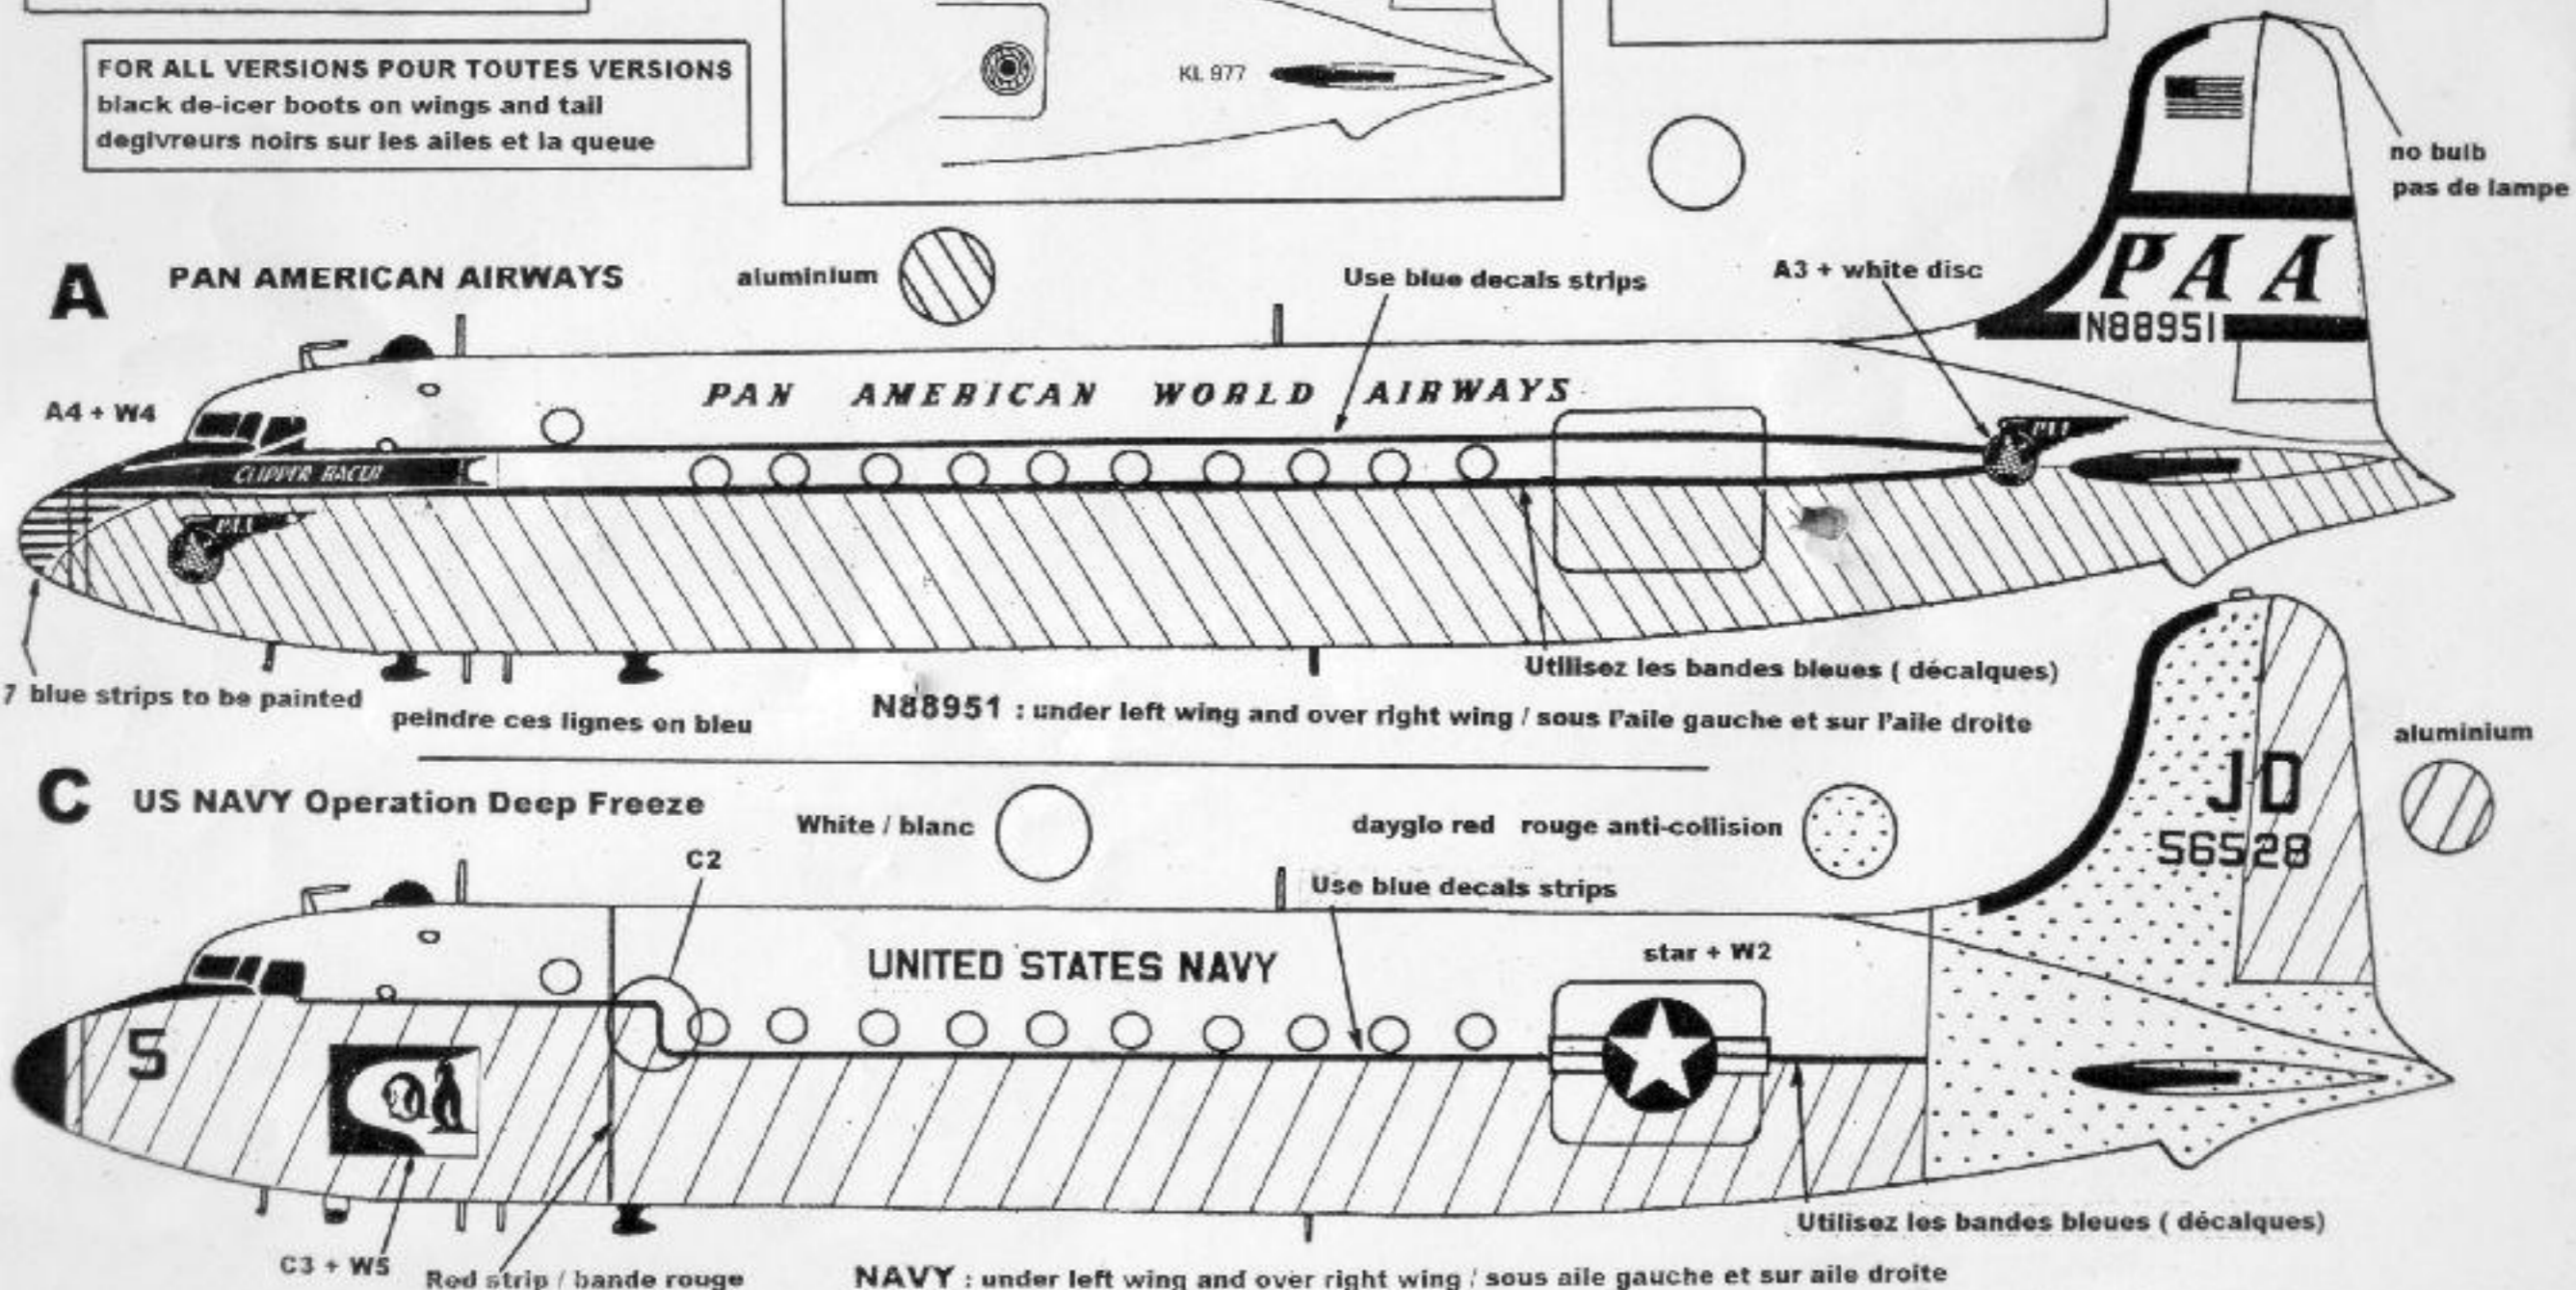 FOR ALL VERSIONS POUR TOUTES VERSIONS
black de-icer boots on wings and tail
degivreurs noirs sur les ailes et la queue
KL 977
no bulb
pas de lampe
A PAN AMERICAN AIRWAYS
aluminium
Use blue decals strips
A3 + white disc
PAA
N88951
PAN AMERICAN WORLD AIRWAYS
A4 + W4
CLIPPER RACER
PAA
PAA
7 blue strips to be painted
peindre ces lignes en bleu
Utilisez les bandes bleues ( décalques)
N88951 : under left wing and over right wing / sous l'aile gauche et sur l'aile droite
C US NAVY Operation Deep Freeze
White / blanc
dayglo red rouge anti-collision
aluminium
JD
56528
C2
Use blue decals strips
UNITED STATES NAVY
star + W2
5
Utilisez les bandes bleues ( décalques)
C3 + W5
Red strip / bande rouge
NAVY : under left wing and over right wing / sous aile gauche et sur aile droite